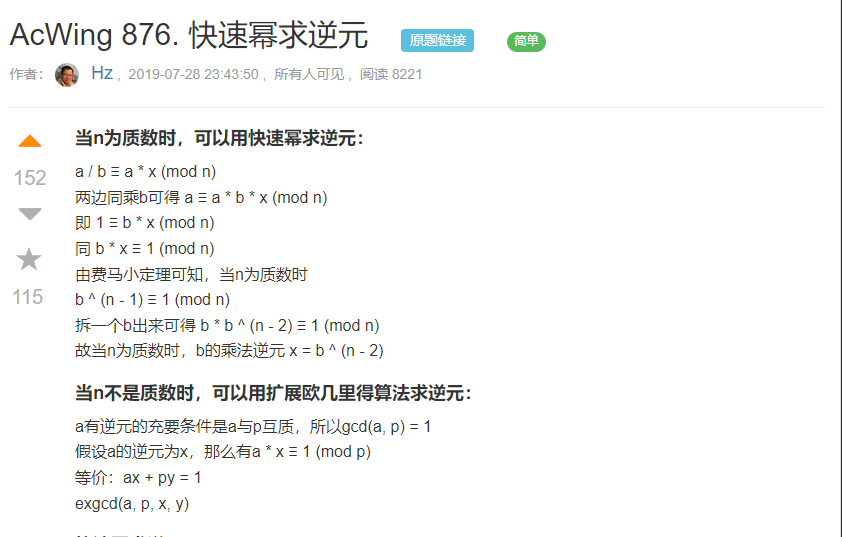 AcWing 876. 快速幂求逆元 原题链接 简单
作者： Hz , 2019-07-28 23:43:50 , 所有人可见 , 阅读 8221
152
115
当n为质数时，可以用快速幂求逆元：
a / b ≡ a * x (mod n)
两边同乘b可得 a ≡ a * b * x (mod n)
即 1 ≡ b * x (mod n)
同 b * x ≡ 1 (mod n)
由费马小定理可知，当n为质数时
b ^ (n - 1) ≡ 1 (mod n)
拆一个b出来可得 b * b ^ (n - 2) ≡ 1 (mod n)
故当n为质数时，b的乘法逆元 x = b ^ (n - 2)
当n不是质数时，可以用扩展欧几里得算法求逆元：
a有逆元的充要条件是a与p互质，所以gcd(a, p) = 1
假设a的逆元为x，那么有a * x ≡ 1 (mod p)
等价：ax + py = 1
exgcd(a, p, x, y)